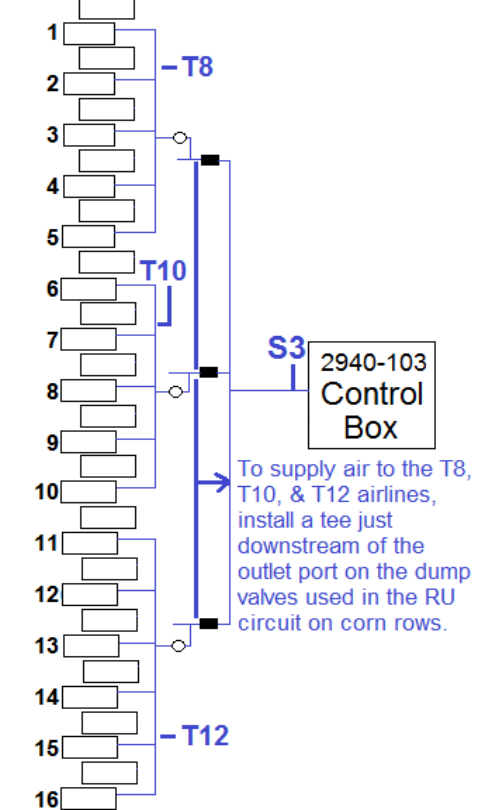 1
T8
2
3
4
5
T10
6
7
S3
2940-103
Control
Box
8
9
10
To supply air to the T8,
T10, & T12 airlines,
install a tee just
downstream of the
outlet port on the dump
valves used in the RU
circuit on corn rows.
11
12
13
14
T12
15
16